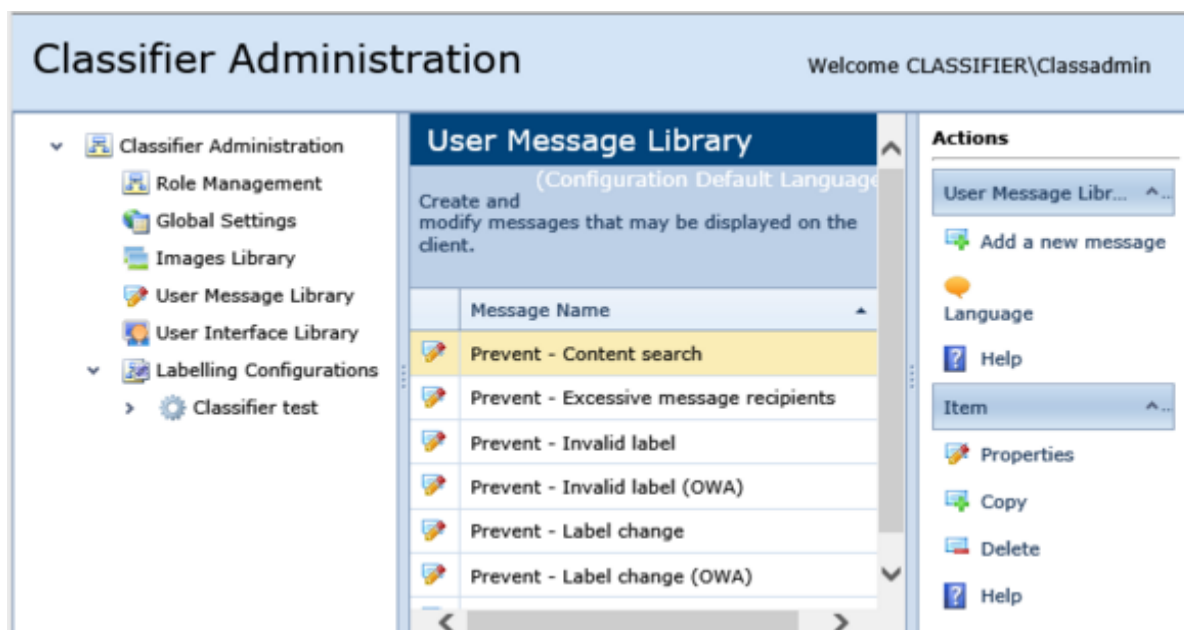 Classifier Administration
Welcome CLASSIFIER\Classadmin
Classifier Administration
Role Management
Global Settings
Images Library
User Message Library
User Interface Library
Labelling Configurations
Classifier test
User Message Library
(Configuration Default Language
Create and
modify messages that may be displayed on the
client.
Message Name
Prevent - Content search
Prevent - Excessive message recipients
Prevent - Invalid label
Prevent - Invalid label (OWA)
Prevent - Label change
Prevent - Label change (OWA)
Actions
User Message Libr...
Add a new message
Language
Help
Item
Properties
Copy
Delete
Help